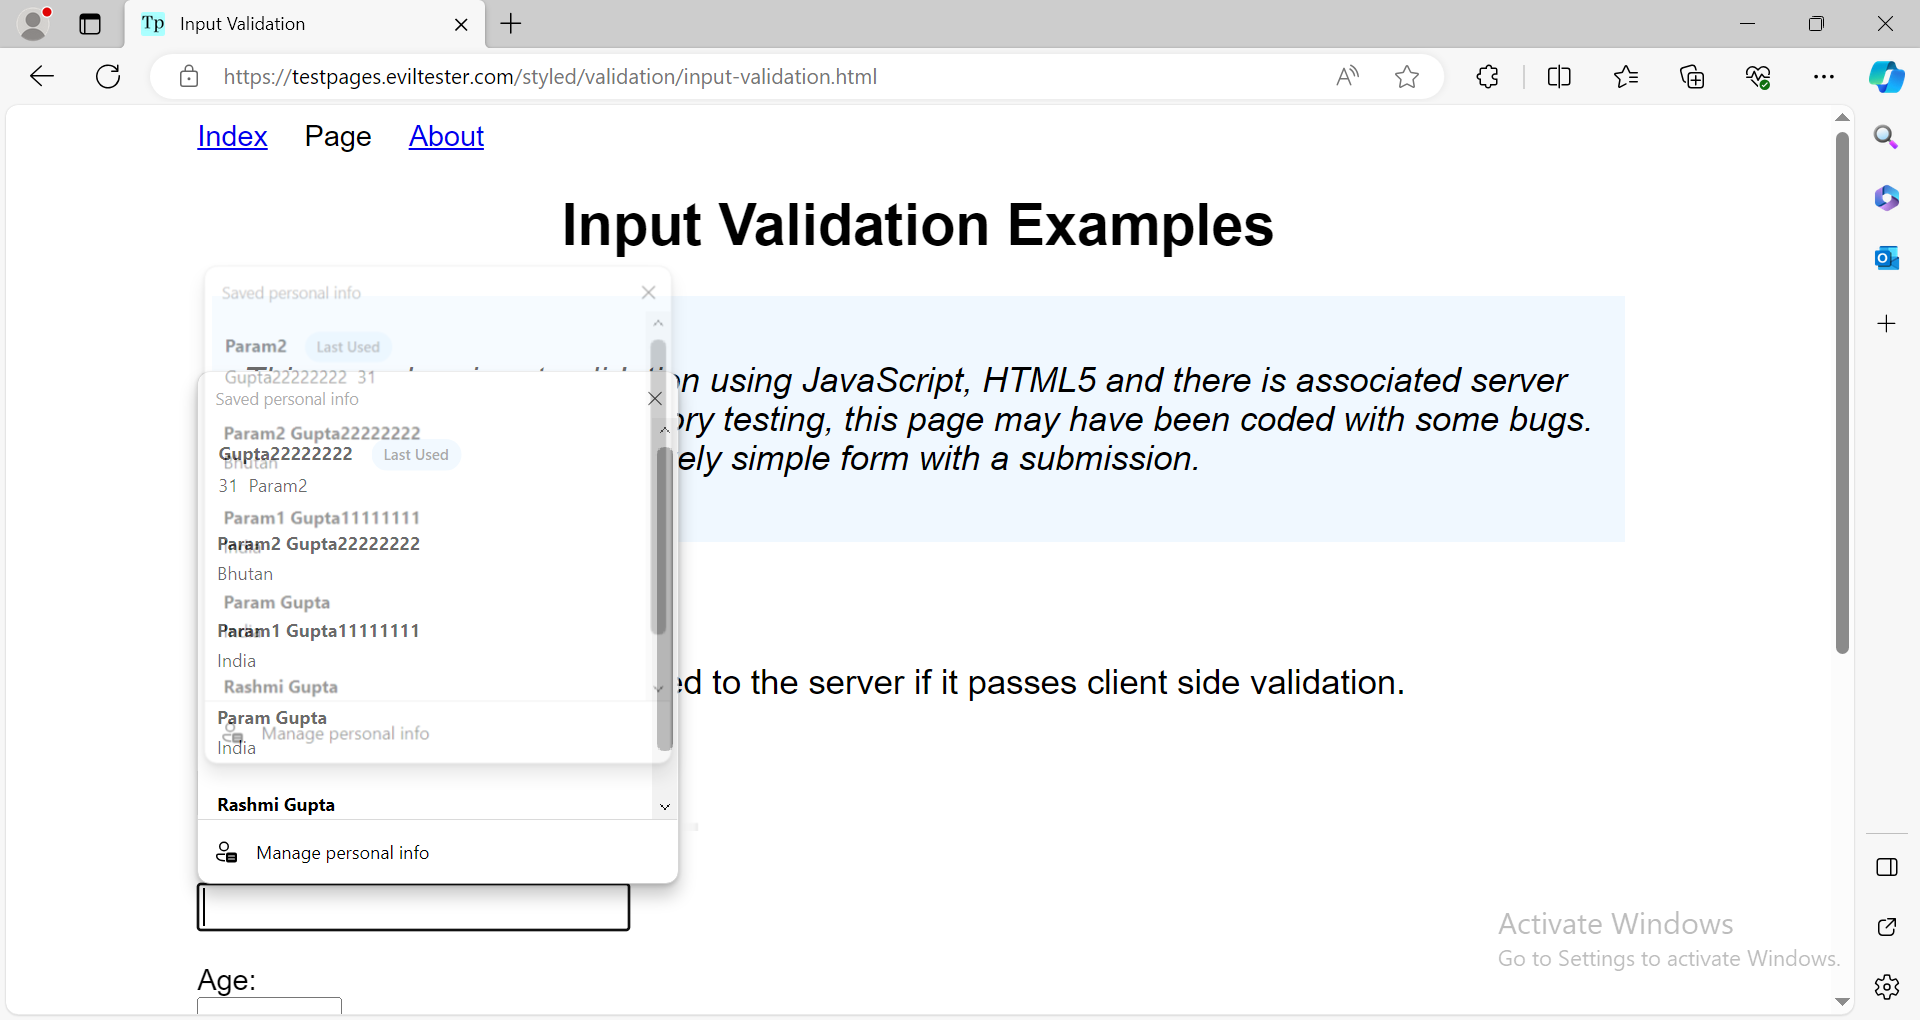 Tp Input Validation
https://testpages.eviltester.com/styled/validation/input-validation.html
Index Page About
Input Validation Examples
Saved personal info
Param2 Last Used
Gupta22222222 31
n using JavaScript, HTML5 and there is associated server
Saved personal info
ry testing, this page may have been coded with some bugs.
Param2 Gupta22222222
Gupta22222222 Last Used
Bhutan
ely simple form with a submission.
31 Param2
Param1 Gupta11111111
Param2 Gupta22222222
India
Bhutan
Param Gupta
Param1 Gupta11111111
India
India
Rashmi Gupta
ed to the server if it passes client side validation.
Param Gupta
Manage personal info
India
Rashmi Gupta
Manage personal info
Age:
Activate Windows
Go to Settings to activate Windows.